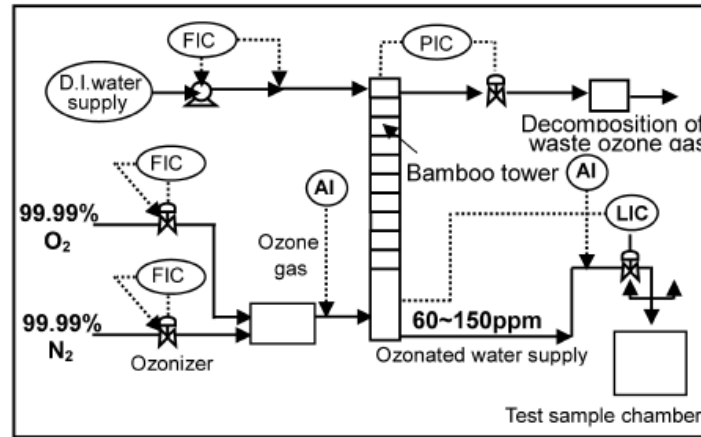 FIC
PIC
D.I.water
supply
Decomposition of
waste ozone gas
FIC
Bamboo tower
AI
AI
99.99%
O₂
LIC
Ozone
gas
FIC
99.99%
N₂
60~150ppm
Ozonizer
Ozonated water supply
Test sample chamber